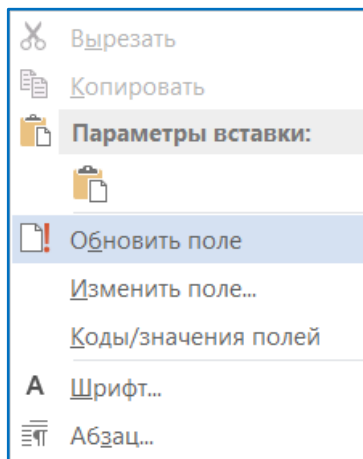 Вырезать
Копировать
Параметры вставки:
Обновить поле
Изменить поле...
Коды/значения полей
А Шрифт...
Абзац...